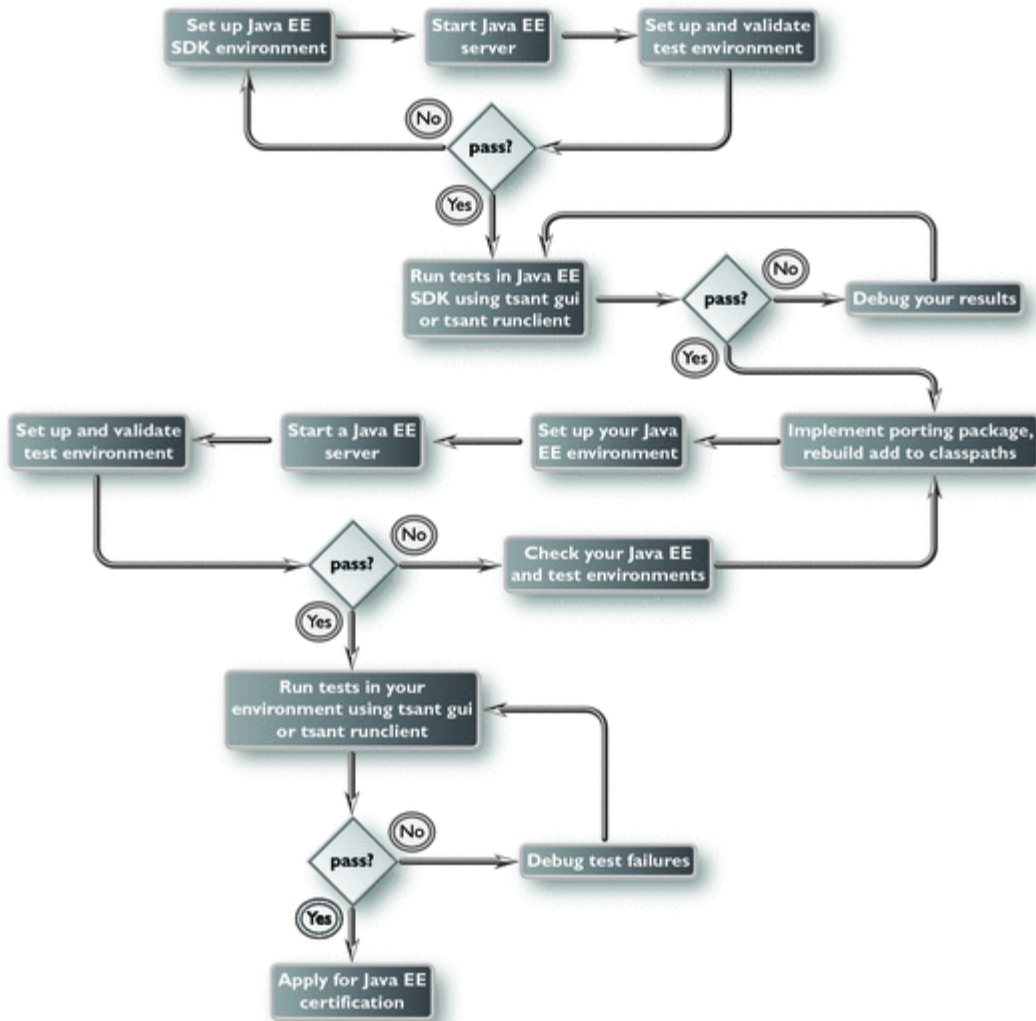 Set up Java EE
SDK environment
Start Java EE
server
Set up and validate
test environment
No
pass?
Yes
Run tests in Java EE
SDK using tsant gui
or tsant runclient
pass?
No
Debug your results
Yes
Set up and validate
test environment
Start a Java EE
server
Set up your Java
EE environment
Implement porting package,
rebuild add to classpaths
pass?
No
Check your Java EE
and test environments
Yes
Run tests in your
environment using tsant gui
or tsant runclient
pass?
No
Debug test failures
Yes
Apply for Java EE
certification